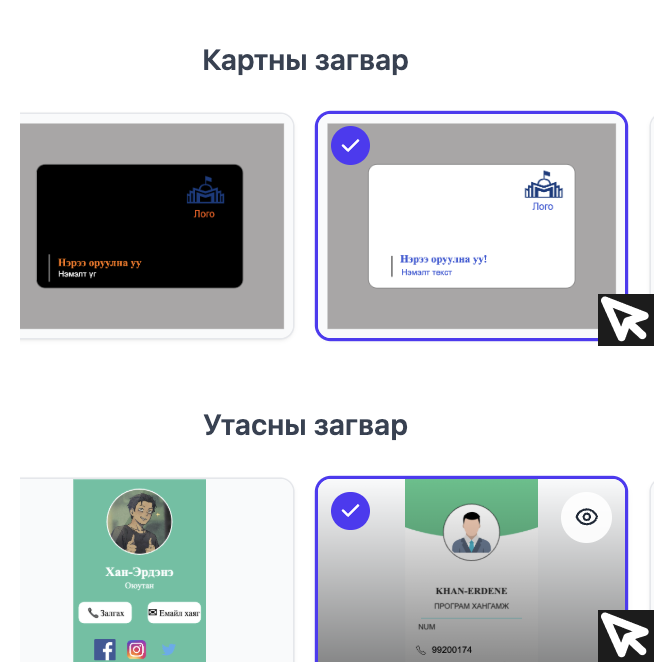 Картны загвар
Лого
Нэрээ оруулна уу
Нэмэлт үг
Лого
Нэрээ оруулна уу!
Нэмэлт текст
Утасны загвар
Хан-Эрдэнэ
Оюутан
Залгах
Емайл хаяг
KHAN-ERDENE
ПРОГРАМ ХАНГАМЖ
NUM
99200174